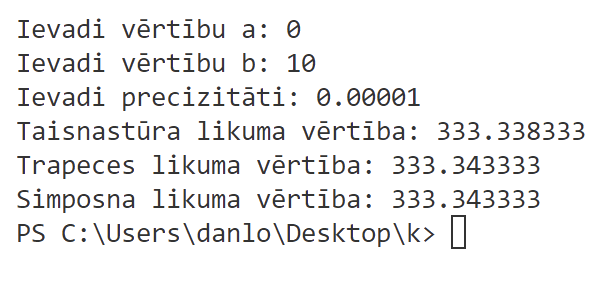 Ievadi vērtību a: 0
Ievadi vērtību b: 10
Ievadi precizitāti: 0.00001
Taisnastūra likuma vērtība: 333.338333
Trapeces likuma vērtība: 333.343333
Simposna likuma vērtība: 333.343333
PS C:\Users\danlo\Desktop\k>